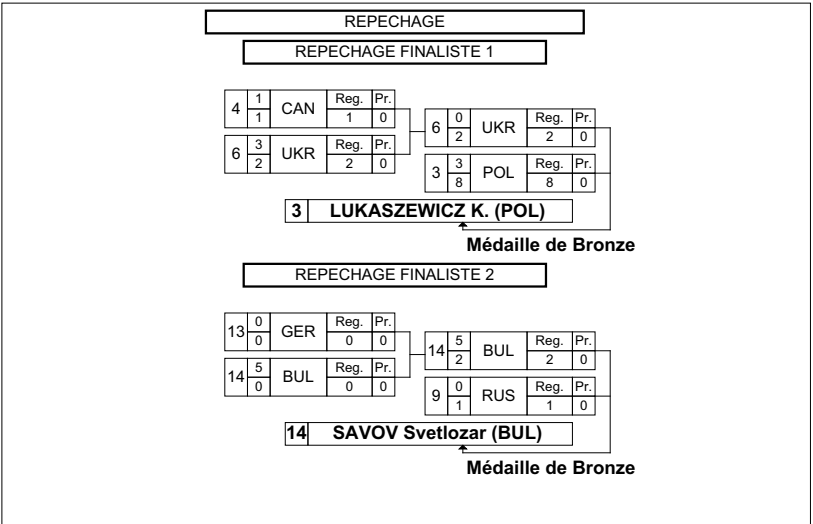 REPECHAGE
REPECHAGE FINALISTE 1
4 1 CAN Reg. Pr.
1 1 0
6 3 UKR Reg. Pr.
2 2 0
6 0 UKR Reg. Pr.
2 2 0
3 3 POL Reg. Pr.
8 8 0
3 LUKASZEWICZ K. (POL)
Médaille de Bronze
REPECHAGE FINALISTE 2
13 0 GER Reg. Pr.
0 0 0
14 5 BUL Reg. Pr.
0 0 0
14 5 BUL Reg. Pr.
2 2 0
9 0 RUS Reg. Pr.
1 1 0
14 SAVOV Svetlozar (BUL)
Médaille de Bronze